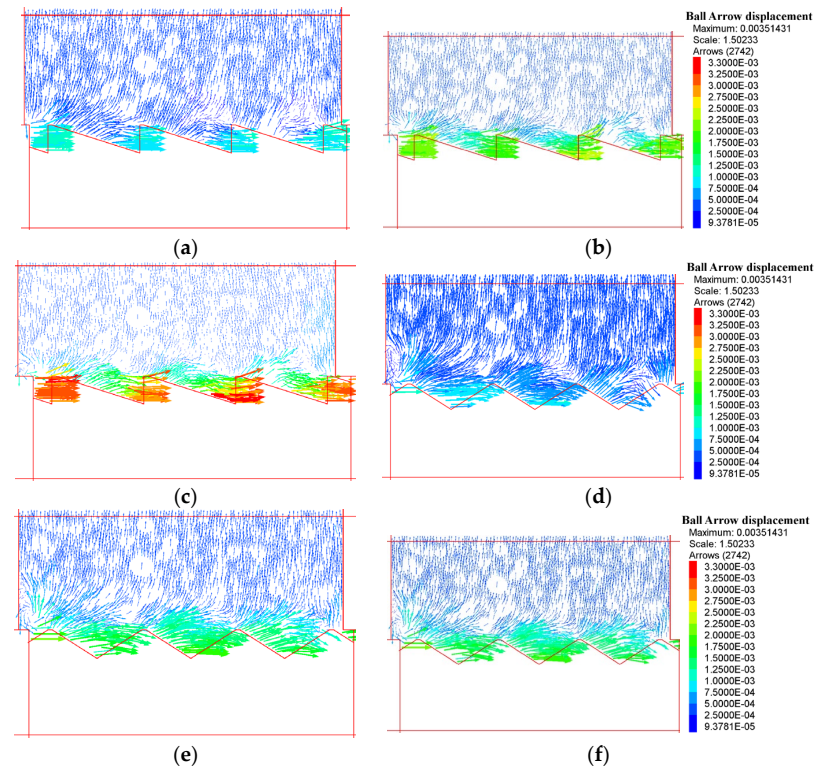 Ball Arrow displacement
Maximum: 0.00351431
Scale: 1.50233
Arrows (2742)
3.3000E-03
3.2500E-03
3.0000E-03
2.7500E-03
2.5000E-03
2.2500E-03
2.0000E-03
1.7500E-03
1.5000E-03
1.2500E-03
1.0000E-03
7.5000E-04
5.0000E-04
2.5000E-04
9.3781E-05
(a)
(b)
Ball Arrow displacement
Maximum: 0.00351431
Scale: 1.50233
Arrows (2742)
3.3000E-03
3.2500E-03
3.0000E-03
2.7500E-03
2.5000E-03
2.2500E-03
2.0000E-03
1.7500E-03
1.5000E-03
1.2500E-03
1.0000E-03
7.5000E-04
5.0000E-04
2.5000E-04
9.3781E-05
(c)
(d)
Ball Arrow displacement
Maximum: 0.00351431
Scale: 1.50233
Arrows (2742)
3.3000E-03
3.2500E-03
3.0000E-03
2.7500E-03
2.5000E-03
2.2500E-03
2.0000E-03
1.7500E-03
1.5000E-03
1.2500E-03
1.0000E-03
7.5000E-04
5.0000E-04
2.5000E-04
9.3781E-05
(e)
(f)